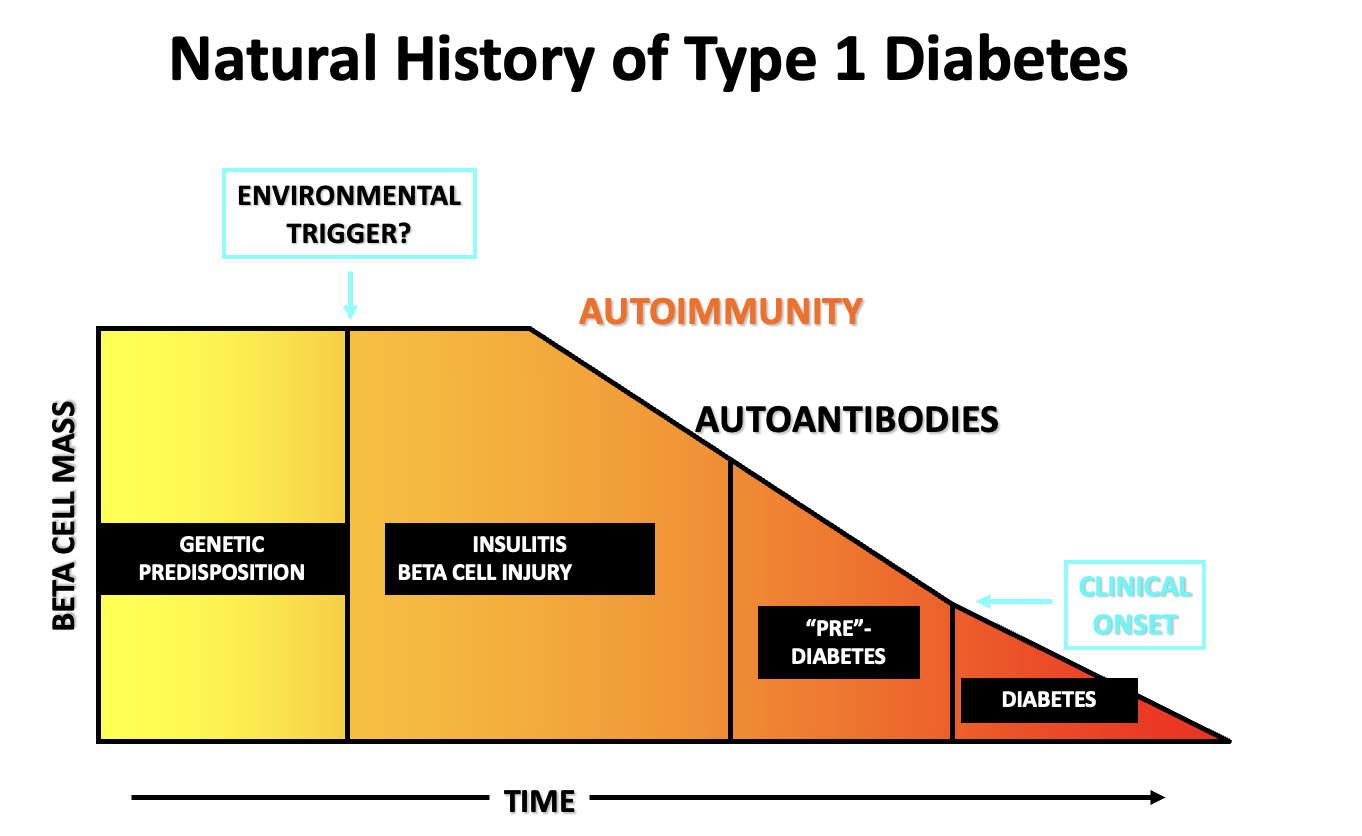 Natural History of Type 1 Diabetes
ENVIRONMENTAL
TRIGGER?
AUTOIMMUNITY
AUTOANTIBODIES
BETA CELL MASS
GENETIC
PREDISPOSITION
INSULITIS
BETA CELL INJURY
“PRE”-
DIABETES
CLINICAL
ONSET
DIABETES
TIME